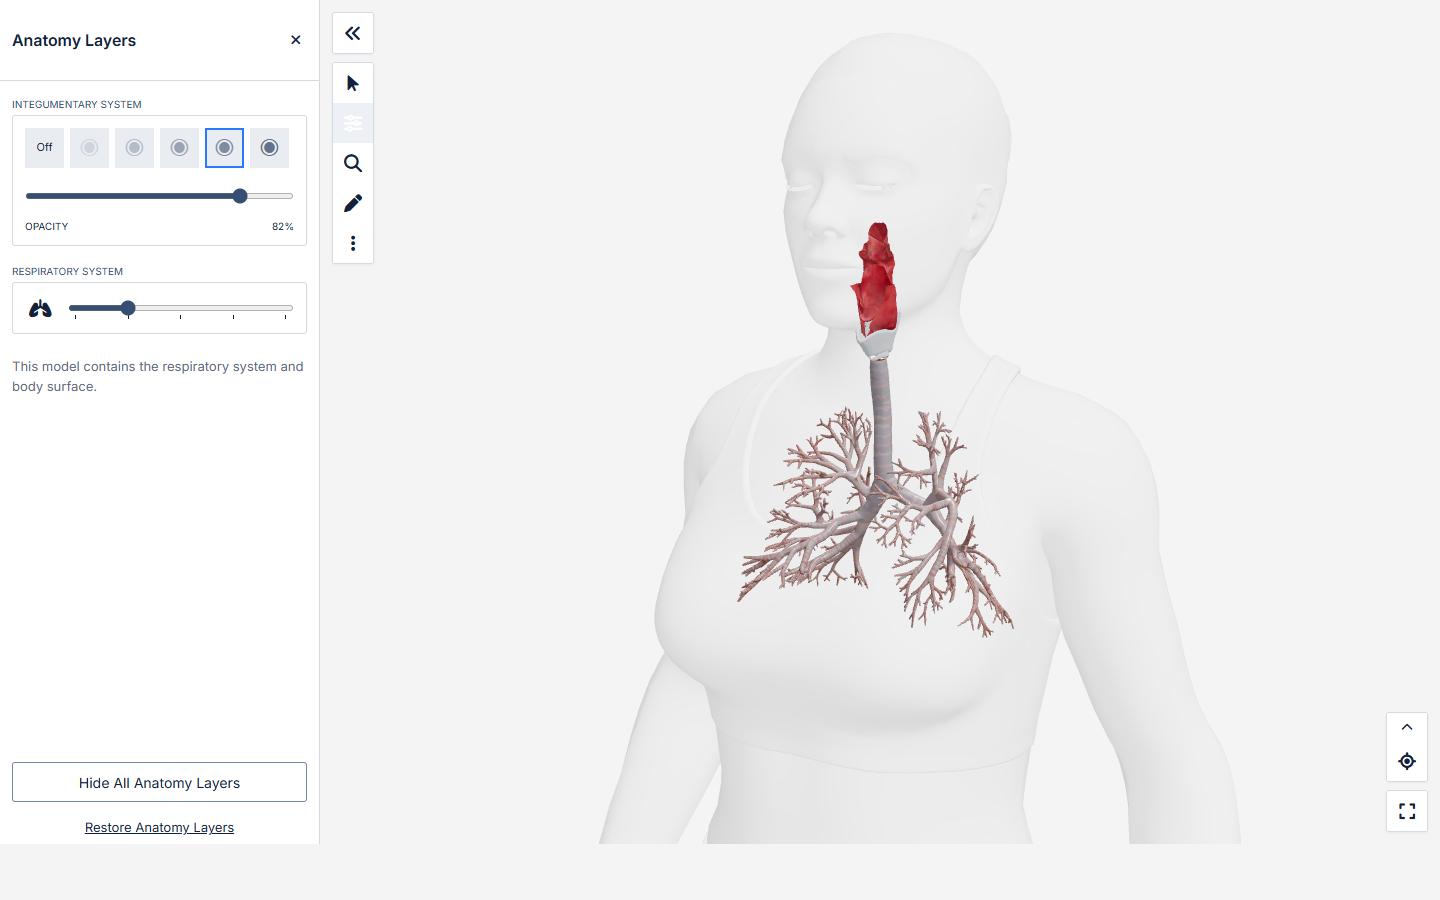 Anatomy Layers
INTEGUMENTARY SYSTEM
Off
OPACITY 82%
RESPIRATORY SYSTEM
This model contains the respiratory system and
body surface.
Hide All Anatomy Layers
Restore Anatomy Layers